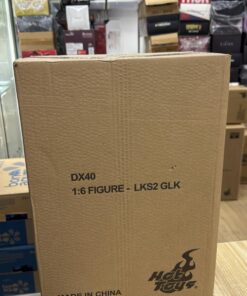 DX40
1:6 FIGURE - LKS2 GLK
Hot
Toys
MADE IN CHINA